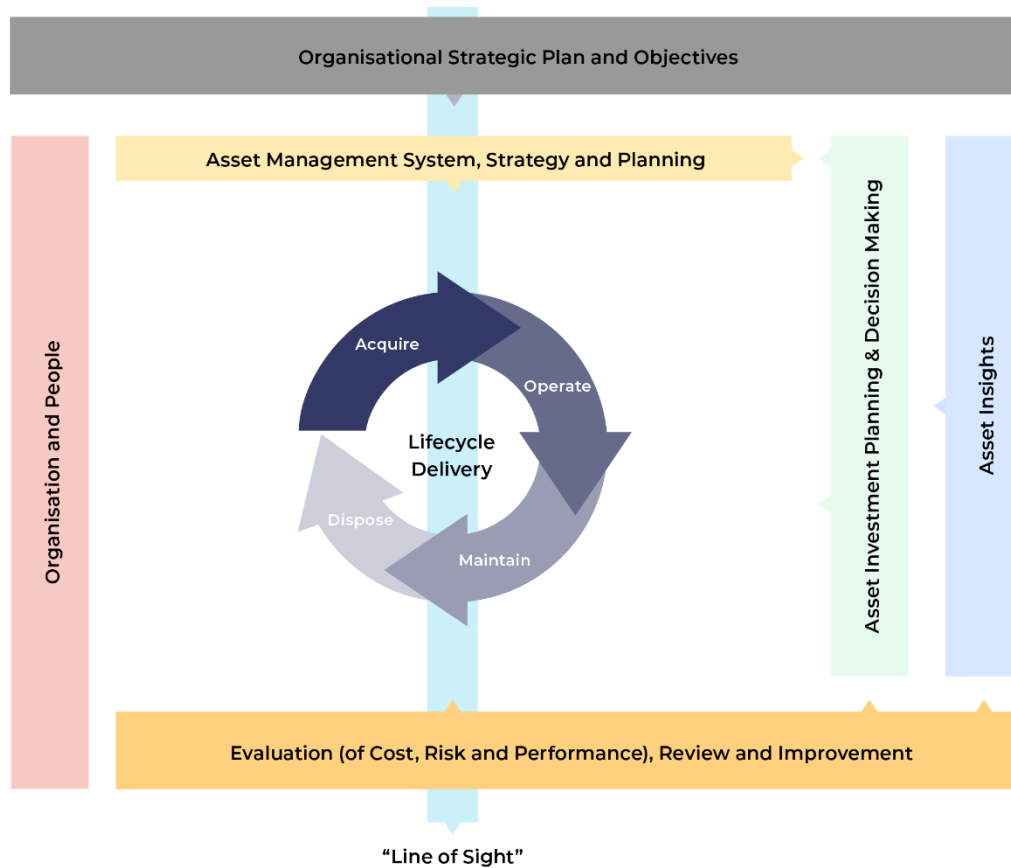 Organisational Strategic Plan and Objectives
Asset Management System, Strategy and Planning
Organisation and People
Acquire
Operate
Lifecycle
Delivery
Dispose
Maintain
Asset Investment Planning & Decision Making
Asset Insights
Evaluation (of Cost, Risk and Performance), Review and Improvement
“Line of Sight”